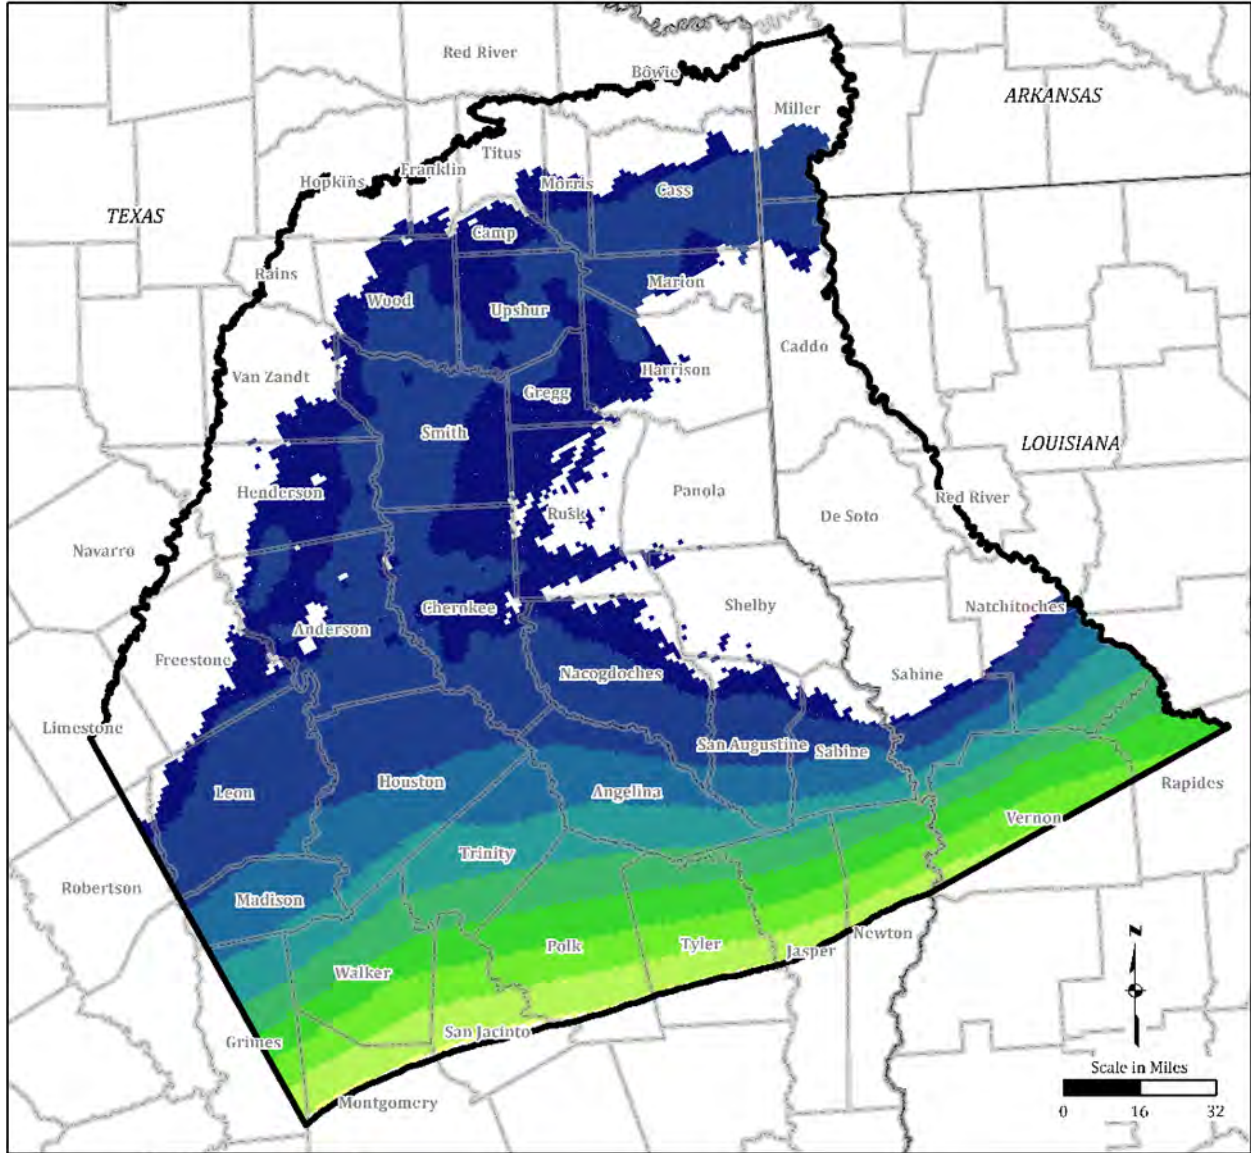 Red River
Bowie
ARKANSAS
Miller
Titus
Franklin
Hopkins
Morris
Cass
TEXAS
Camp
Rains
Marion
Wood
Upshur
Caddo
Van Zandt
Harrison
Gregg
Smith
LOUISIANA
Henderson
Panola
Red River
Rusk
De Soto
Navarro
Cherokee
Shelby
Natchitoches
Anderson
Freestone
Nacogdoches
Sabine
Limestone
San Augustine
Sabine
Houston
Leon
Angelina
Rapides
Vernon
Trinity
Robertson
Madison
Newton
N
Polk
Tyler
Jasper
Walker
San Jacinto
Grimes
Scale in Miles
Montgomery
0 16 32